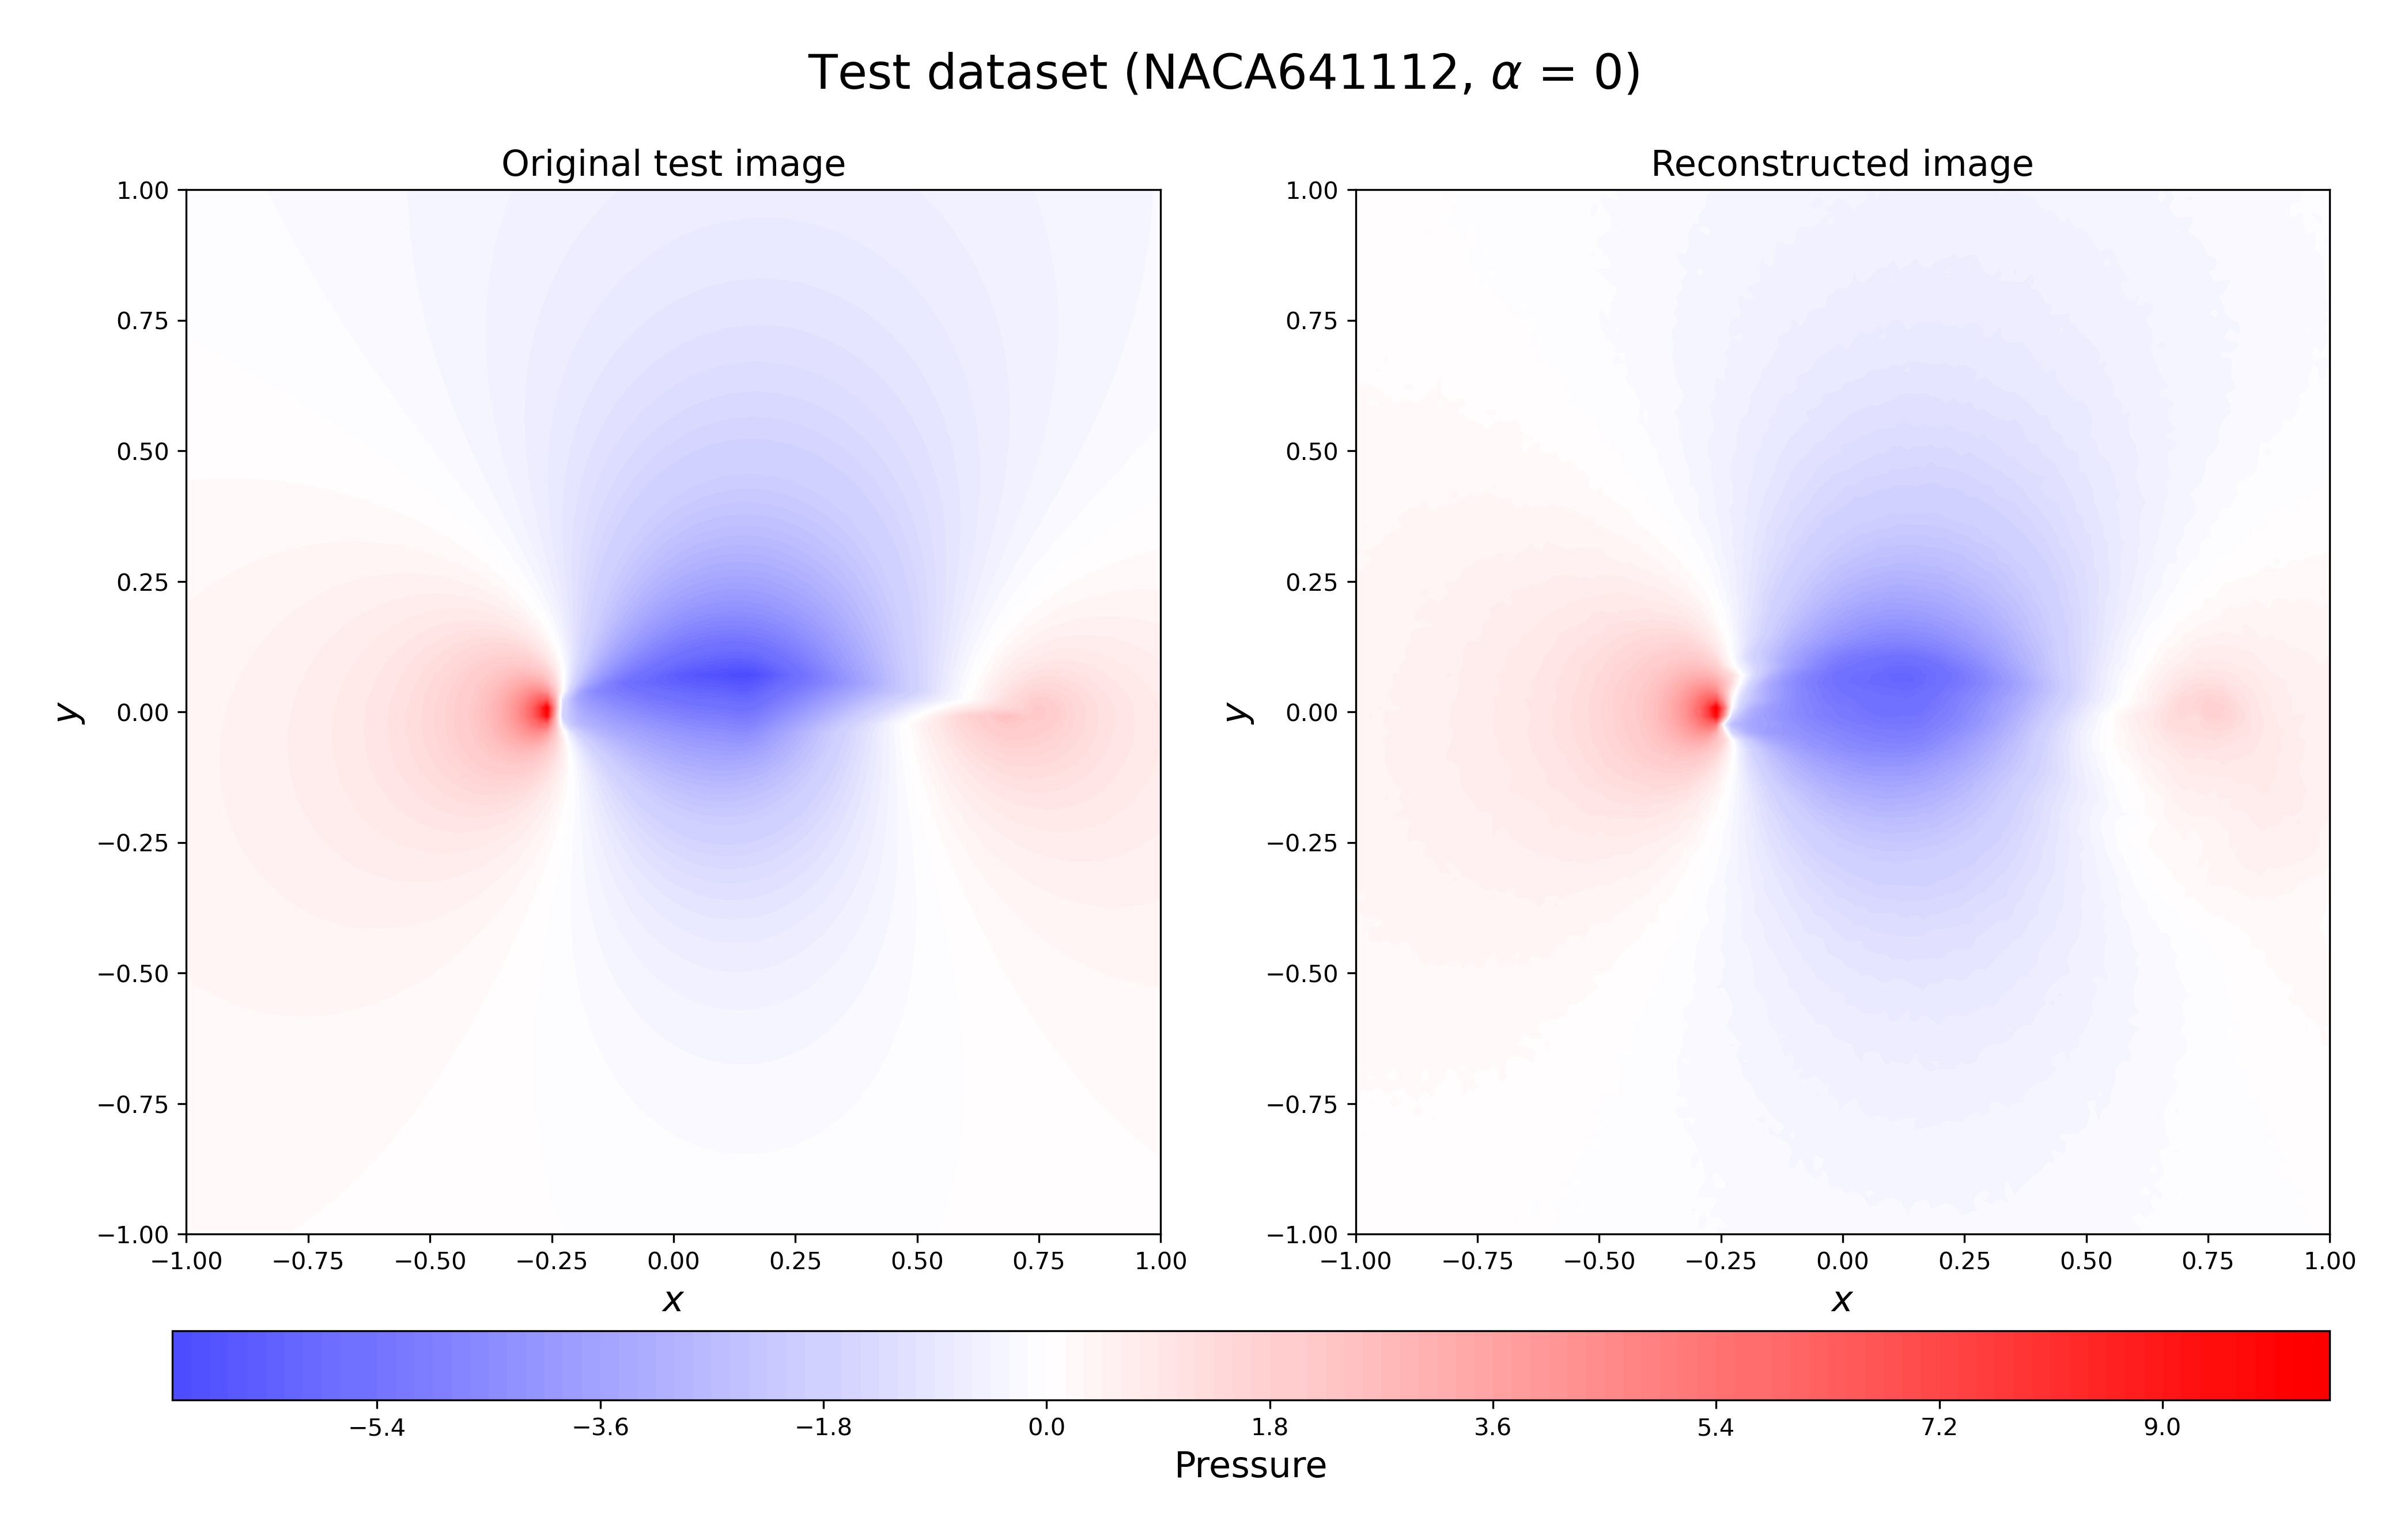 Test dataset (NACA641112, α = 0)
Original test image
Reconstructed image
1.00
0.75
0.50
0.25
0.00
−0.25
−0.50
−0.75
−1.00
y
−1.00 −0.75 −0.50 −0.25 0.00 0.25 0.50 0.75 1.00
x
1.00
0.75
0.50
0.25
0.00
−0.25
−0.50
−0.75
−1.00
y
−1.00 −0.75 −0.50 −0.25 0.00 0.25 0.50 0.75 1.00
x
−5.4 −3.6 −1.8 0.0 1.8 3.6 5.4 7.2 9.0
Pressure